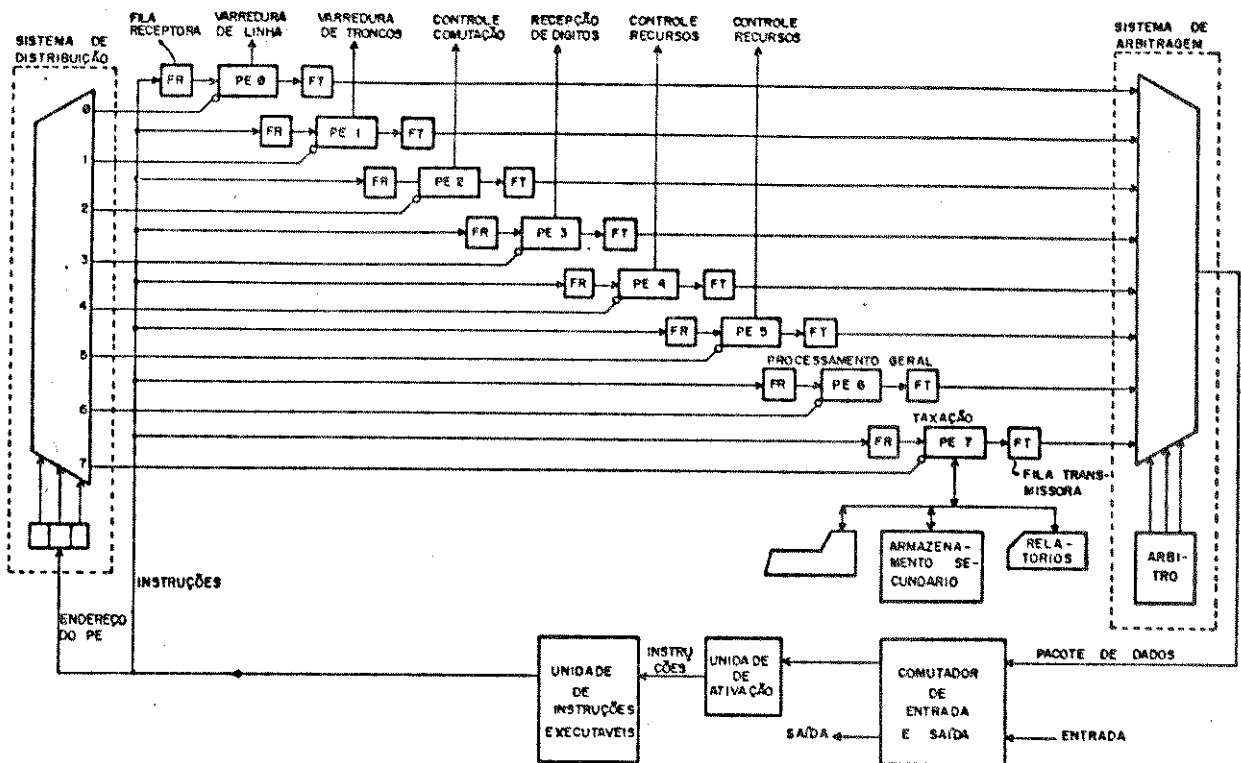 SISTEMA DE
DISTRIBUIÇÃO
FILA
RECEPTORA
VARREDURA
DE LINHA
VARREDURA
DE TRONCOS
CONTROLE
COMUTAÇÃO
RECEPÇÃO
DE DIGITOS
CONTROLE
RECURSOS
CONTROLE
RECURSOS
SISTEMA DE
ARBITRAGEM
FR
PE 0
FT
0
FR
PE 1
FT
1
FR
PE 2
FT
2
FR
PE 3
FT
3
FR
PE 4
FT
4
FR
PE 5
FT
5
PROCESSAMENTO GERAL
FR
PE 6
FT
6
TAXAÇÃO
FR
PE 7
FT
7
FILA TRANS-
MISSORA
ARMAZENA-
MENTO SE-
CUNDÁRIO
RELA-
TÓRIOS
ARBI-
TRO
INSTRUÇÕES
ENDEREÇO
DO PE
UNIDADE
DE
INSTRUÇÕES
EXECUTAVÉIS
INSTRU
ÇÕES
UNIDADE
DE
ATIVAÇÃO
COMUTADOR
DE
ENTRADA
E SAÍDA
PACOTE DE DADOS
SAÍDA
ENTRADA